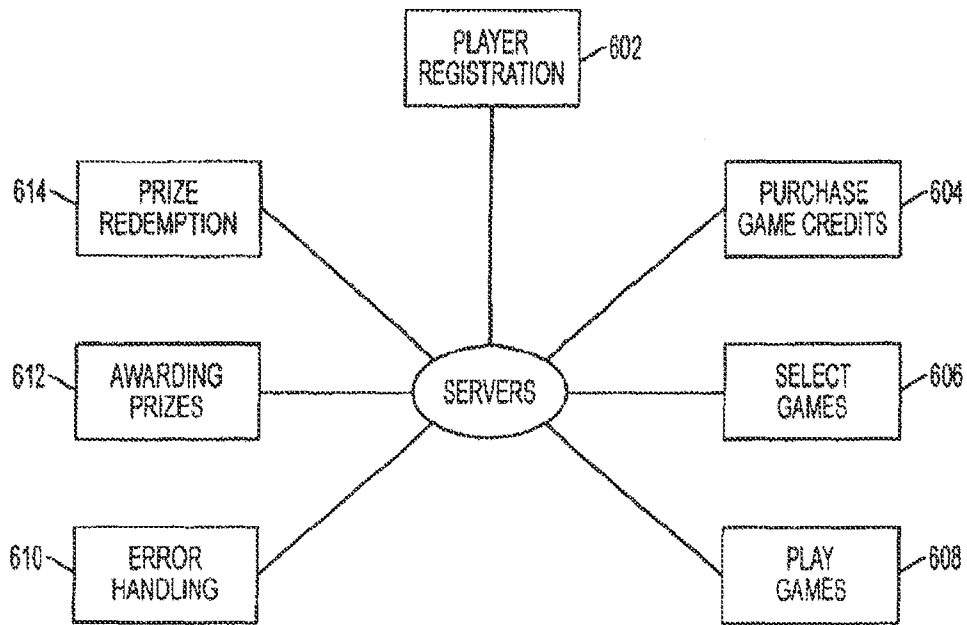 PLAYER
REGISTRATION
602
614
PRIZE
REDEMPTION
PURCHASE
GAME CREDITS
604
612
AWARDING
PRIZES
SERVERS
SELECT
GAMES
606
610
ERROR
HANDLING
PLAY
GAMES
608